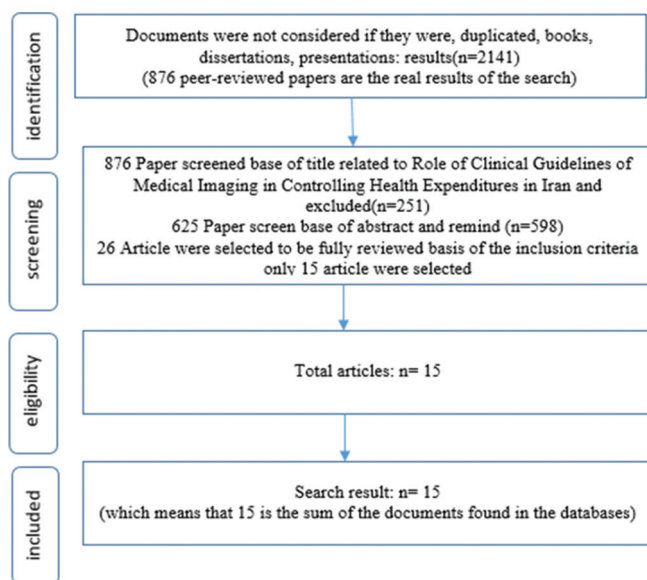 identification
Documents were not considered if they were, duplicated, books,
dissertations, presentations: results(n=2141)
(876 peer-reviewed papers are the real results of the search)
screening
876 Paper screened base of title related to Role of Clinical Guidelines of
Medical Imaging in Controlling Health Expenditures in Iran and
excluded(n=251)
625 Paper screen base of abstract and remind (n=598)
26 Article were selected to be fully reviewed basis of the inclusion criteria
only 15 article were selected
eligibility
Total articles: n= 15
included
Search result: n= 15
(which means that 15 is the sum of the documents found in the databases)